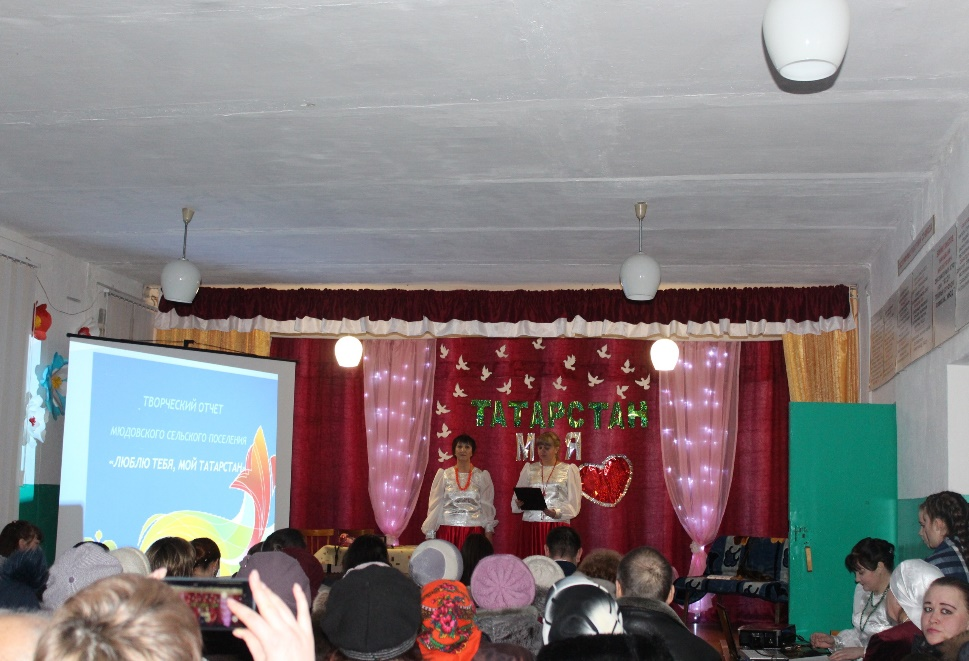 ТВОРЧЕСКИЙ ОТЧЕТ
МЮДОВСКОГО СЕЛЬСКОГО ПОСЕЛЕНИЯ
«ЛЮБЛЮ ТЕБЯ, МОЙ ТАТАРСТАН»
ТАТАРСТАН
МОЯ